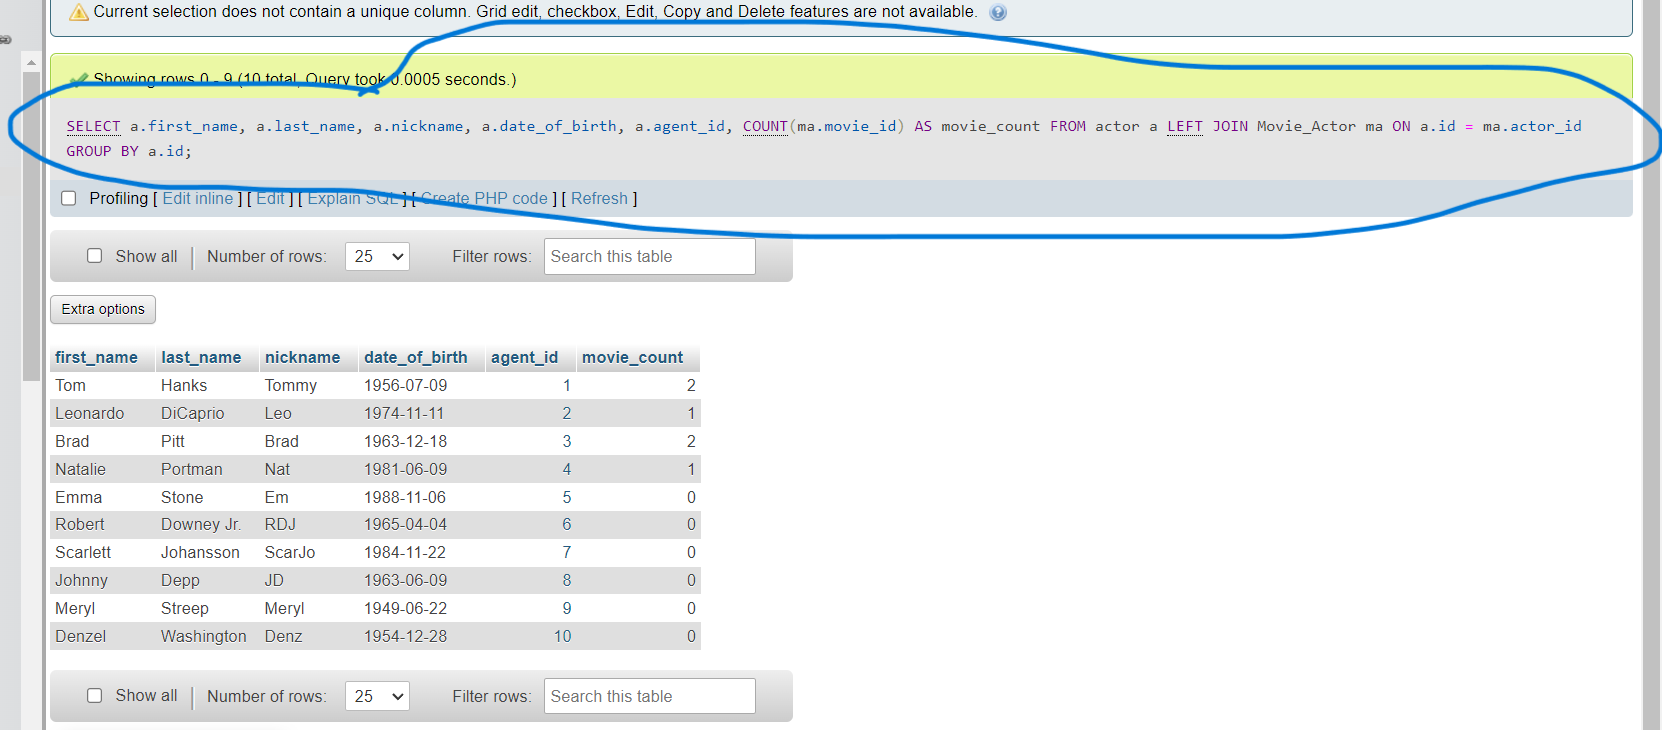 Current selection does not contain a unique column. Grid edit, checkbox, Edit, Copy and Delete features are not available.
Showing rows 0 - 9 (10 total, Query took 0.0005 seconds.)
SELECT a.first_name, a.last_name, a.nickname, a.date_of_birth, a.agent_id, COUNT(ma.movie_id) AS movie_count FROM actor a LEFT JOIN Movie_Actor ma ON a.id = ma.actor_id
GROUP BY a.id;
Profiling [ Edit inline ] [ Edit ] [ Explain SQL ] [ Create PHP code ] [ Refresh ]
Show all Number of rows: 25 Filter rows: Search this table
Extra options
first_name last_name nickname date_of_birth agent_id movie_count
Tom Hanks Tommy 1956-07-09 1 2
Leonardo DiCaprio Leo 1974-11-11 2 1
Brad Pitt Brad 1963-12-18 3 2
Natalie Portman Nat 1981-06-09 4 1
Emma Stone Em 1988-11-06 5 0
Robert Downey Jr. RDJ 1965-04-04 6 0
Scarlett Johansson ScarJo 1984-11-22 7 0
Johnny Depp JD 1963-06-09 8 0
Meryl Streep Meryl 1949-06-22 9 0
Denzel Washington Denz 1954-12-28 10 0
Show all Number of rows: 25 Filter rows: Search this table